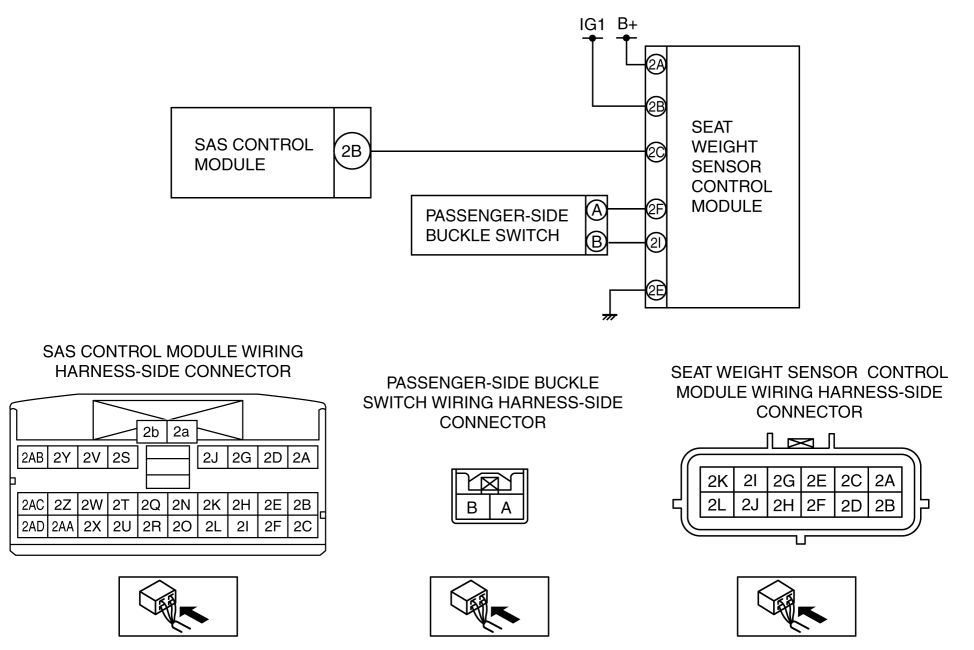 IG1 B+
2A
2B
SAS CONTROL
MODULE
2B
2C
SEAT
WEIGHT
SENSOR
CONTROL
MODULE
PASSENGER-SIDE
BUCKLE SWITCH
A
B
2F
2I
2E
SAS CONTROL MODULE WIRING
HARNESS-SIDE CONNECTOR
2b 2a
2AB 2Y 2V 2S 2J 2G 2D 2A
2AC 2Z 2W 2T 2Q 2N 2K 2H 2E 2B
2AD 2AA 2X 2U 2R 2O 2L 2I 2F 2C
PASSENGER-SIDE BUCKLE
SWITCH WIRING HARNESS-SIDE
CONNECTOR
B A
SEAT WEIGHT SENSOR CONTROL
MODULE WIRING HARNESS-SIDE
CONNECTOR
2K 2I 2G 2E 2C 2A
2L 2J 2H 2F 2D 2B